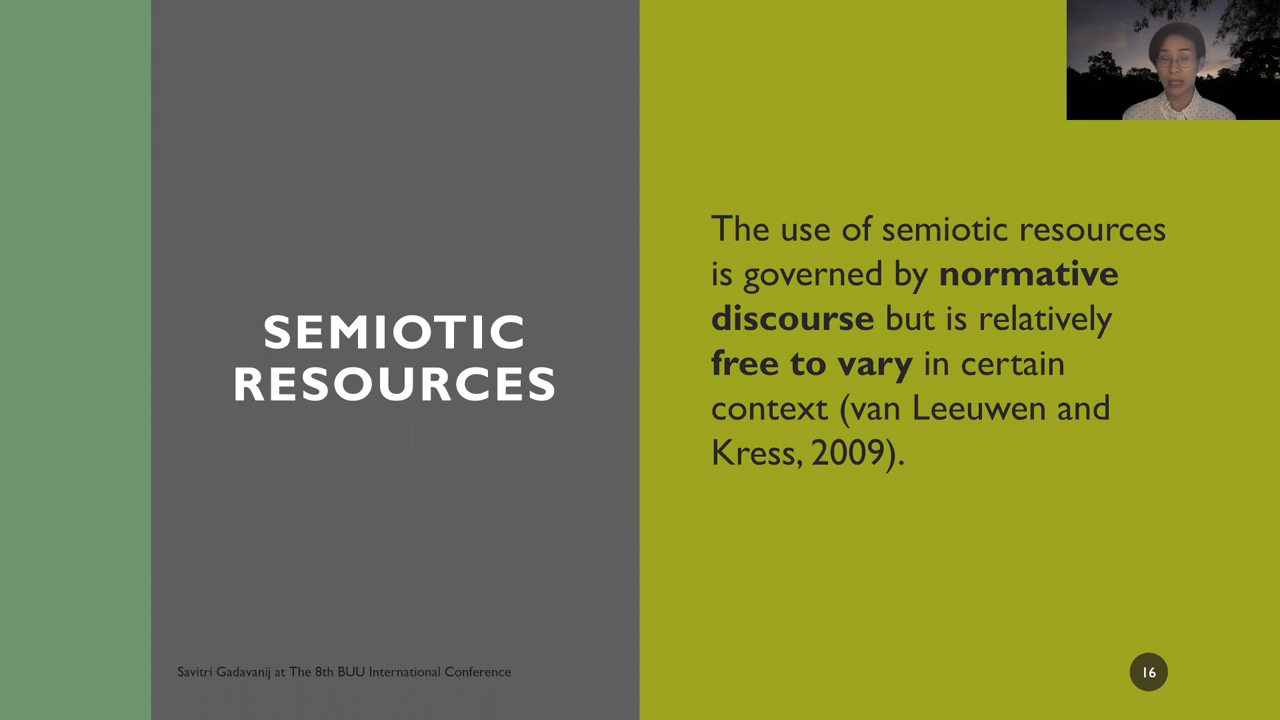 SEMIOTIC
RESOURCES
The use of semiotic resources
is governed by normative
discourse but is relatively
free to vary in certain
context (van Leeuwen and
Kress, 2009).
Savitri Gadavanij at The 8th BUU International Conference
16